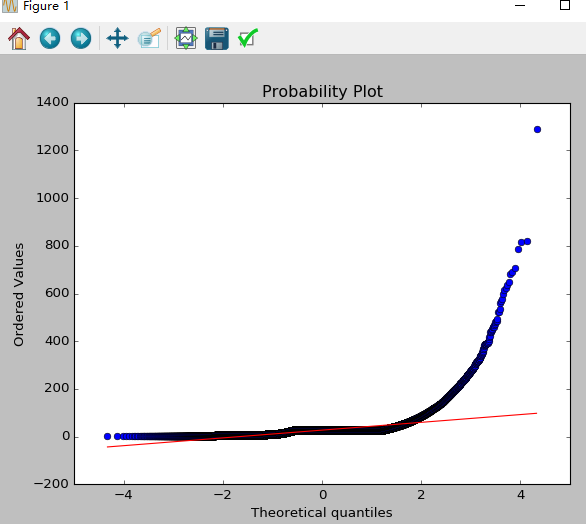 Figure 1
Probability Plot
1400
1200
1000
800
600
400
200
0
−200
Ordered Values
−4 −2 0 2 4
Theoretical quantiles